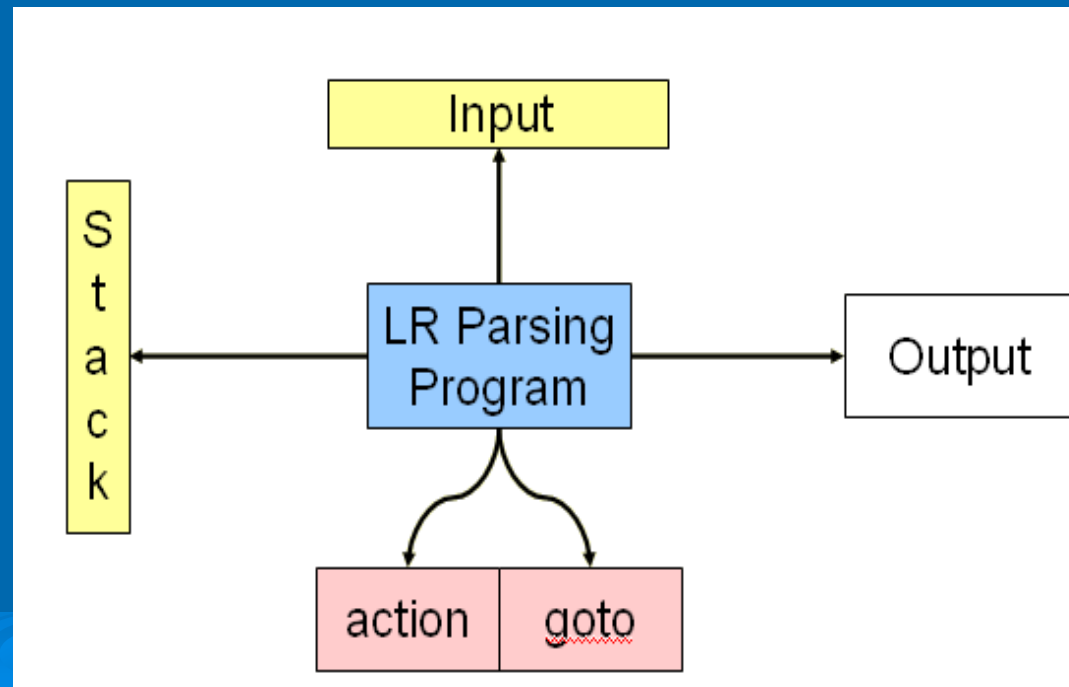 Input
S
t
a
c
k
LR Parsing
Program
Output
action
goto